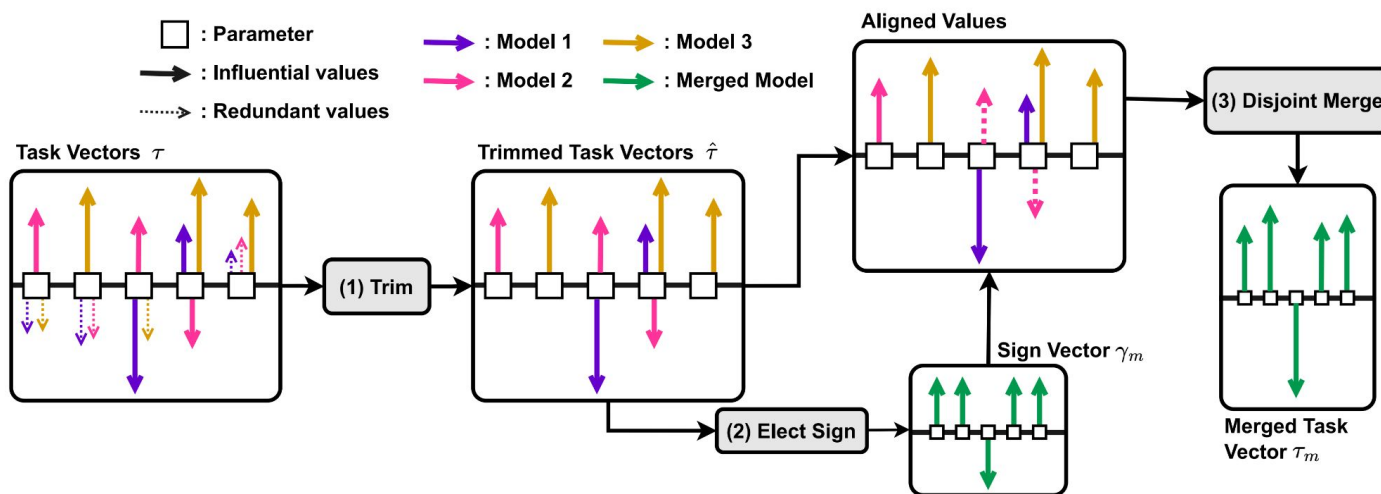 : Parameter
: Influential values
: Redundant values
: Model 1
: Model 2
: Model 3
: Merged Model
Task Vectors τ
(1) Trim
Trimmed Task Vectors τ̂
(2) Elect Sign
Sign Vector γₘ
Aligned Values
(3) Disjoint Merge
Merged Task
Vector τₘ